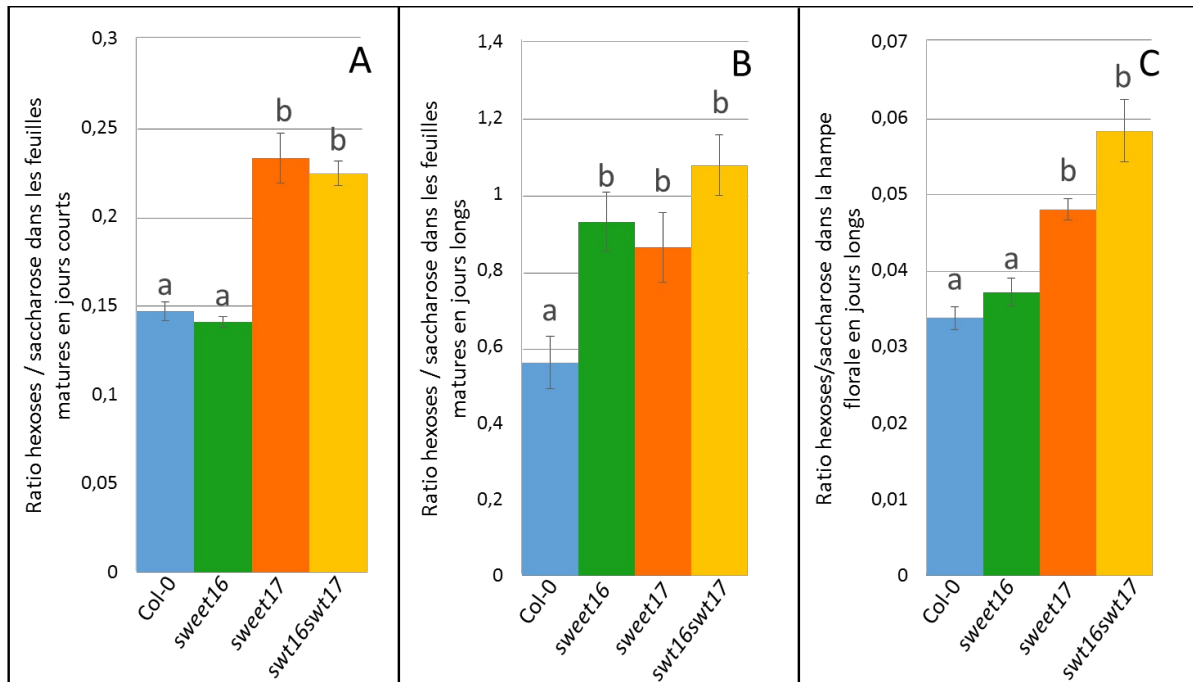 A
Ratio hexoses / saccharose dans les feuilles
matures en jours courts
0,3
0,25
0,2
0,15
0,1
0,05
0
a
a
b
b
Col-0
sweet16
sweet17
swt16swt17
B
Ratio hexoses / saccharose dans les feuilles
matures en jours longs
1,4
1,2
1
0,8
0,6
0,4
0,2
0
a
b
b
b
Col-0
sweet16
sweet17
swt16swt17
C
Ratio hexoses/saccharose dans la hampe
florale en jours longs
0,07
0,06
0,05
0,04
0,03
0,02
0,01
0
a
a
b
b
Col-0
sweet16
sweet17
swt16swt17